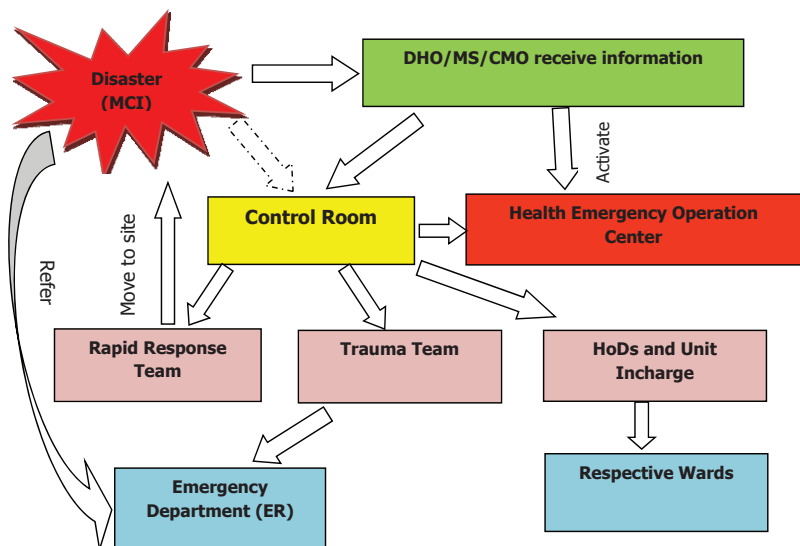 Disaster
(MCI)
DHO/MS/CMO receive information
Activate
Control Room
Health Emergency Operation
Center
Refer
Move to site
Rapid Response
Team
Trauma Team
HoDs and Unit
Incharge
Emergency
Department (ER)
Respective Wards